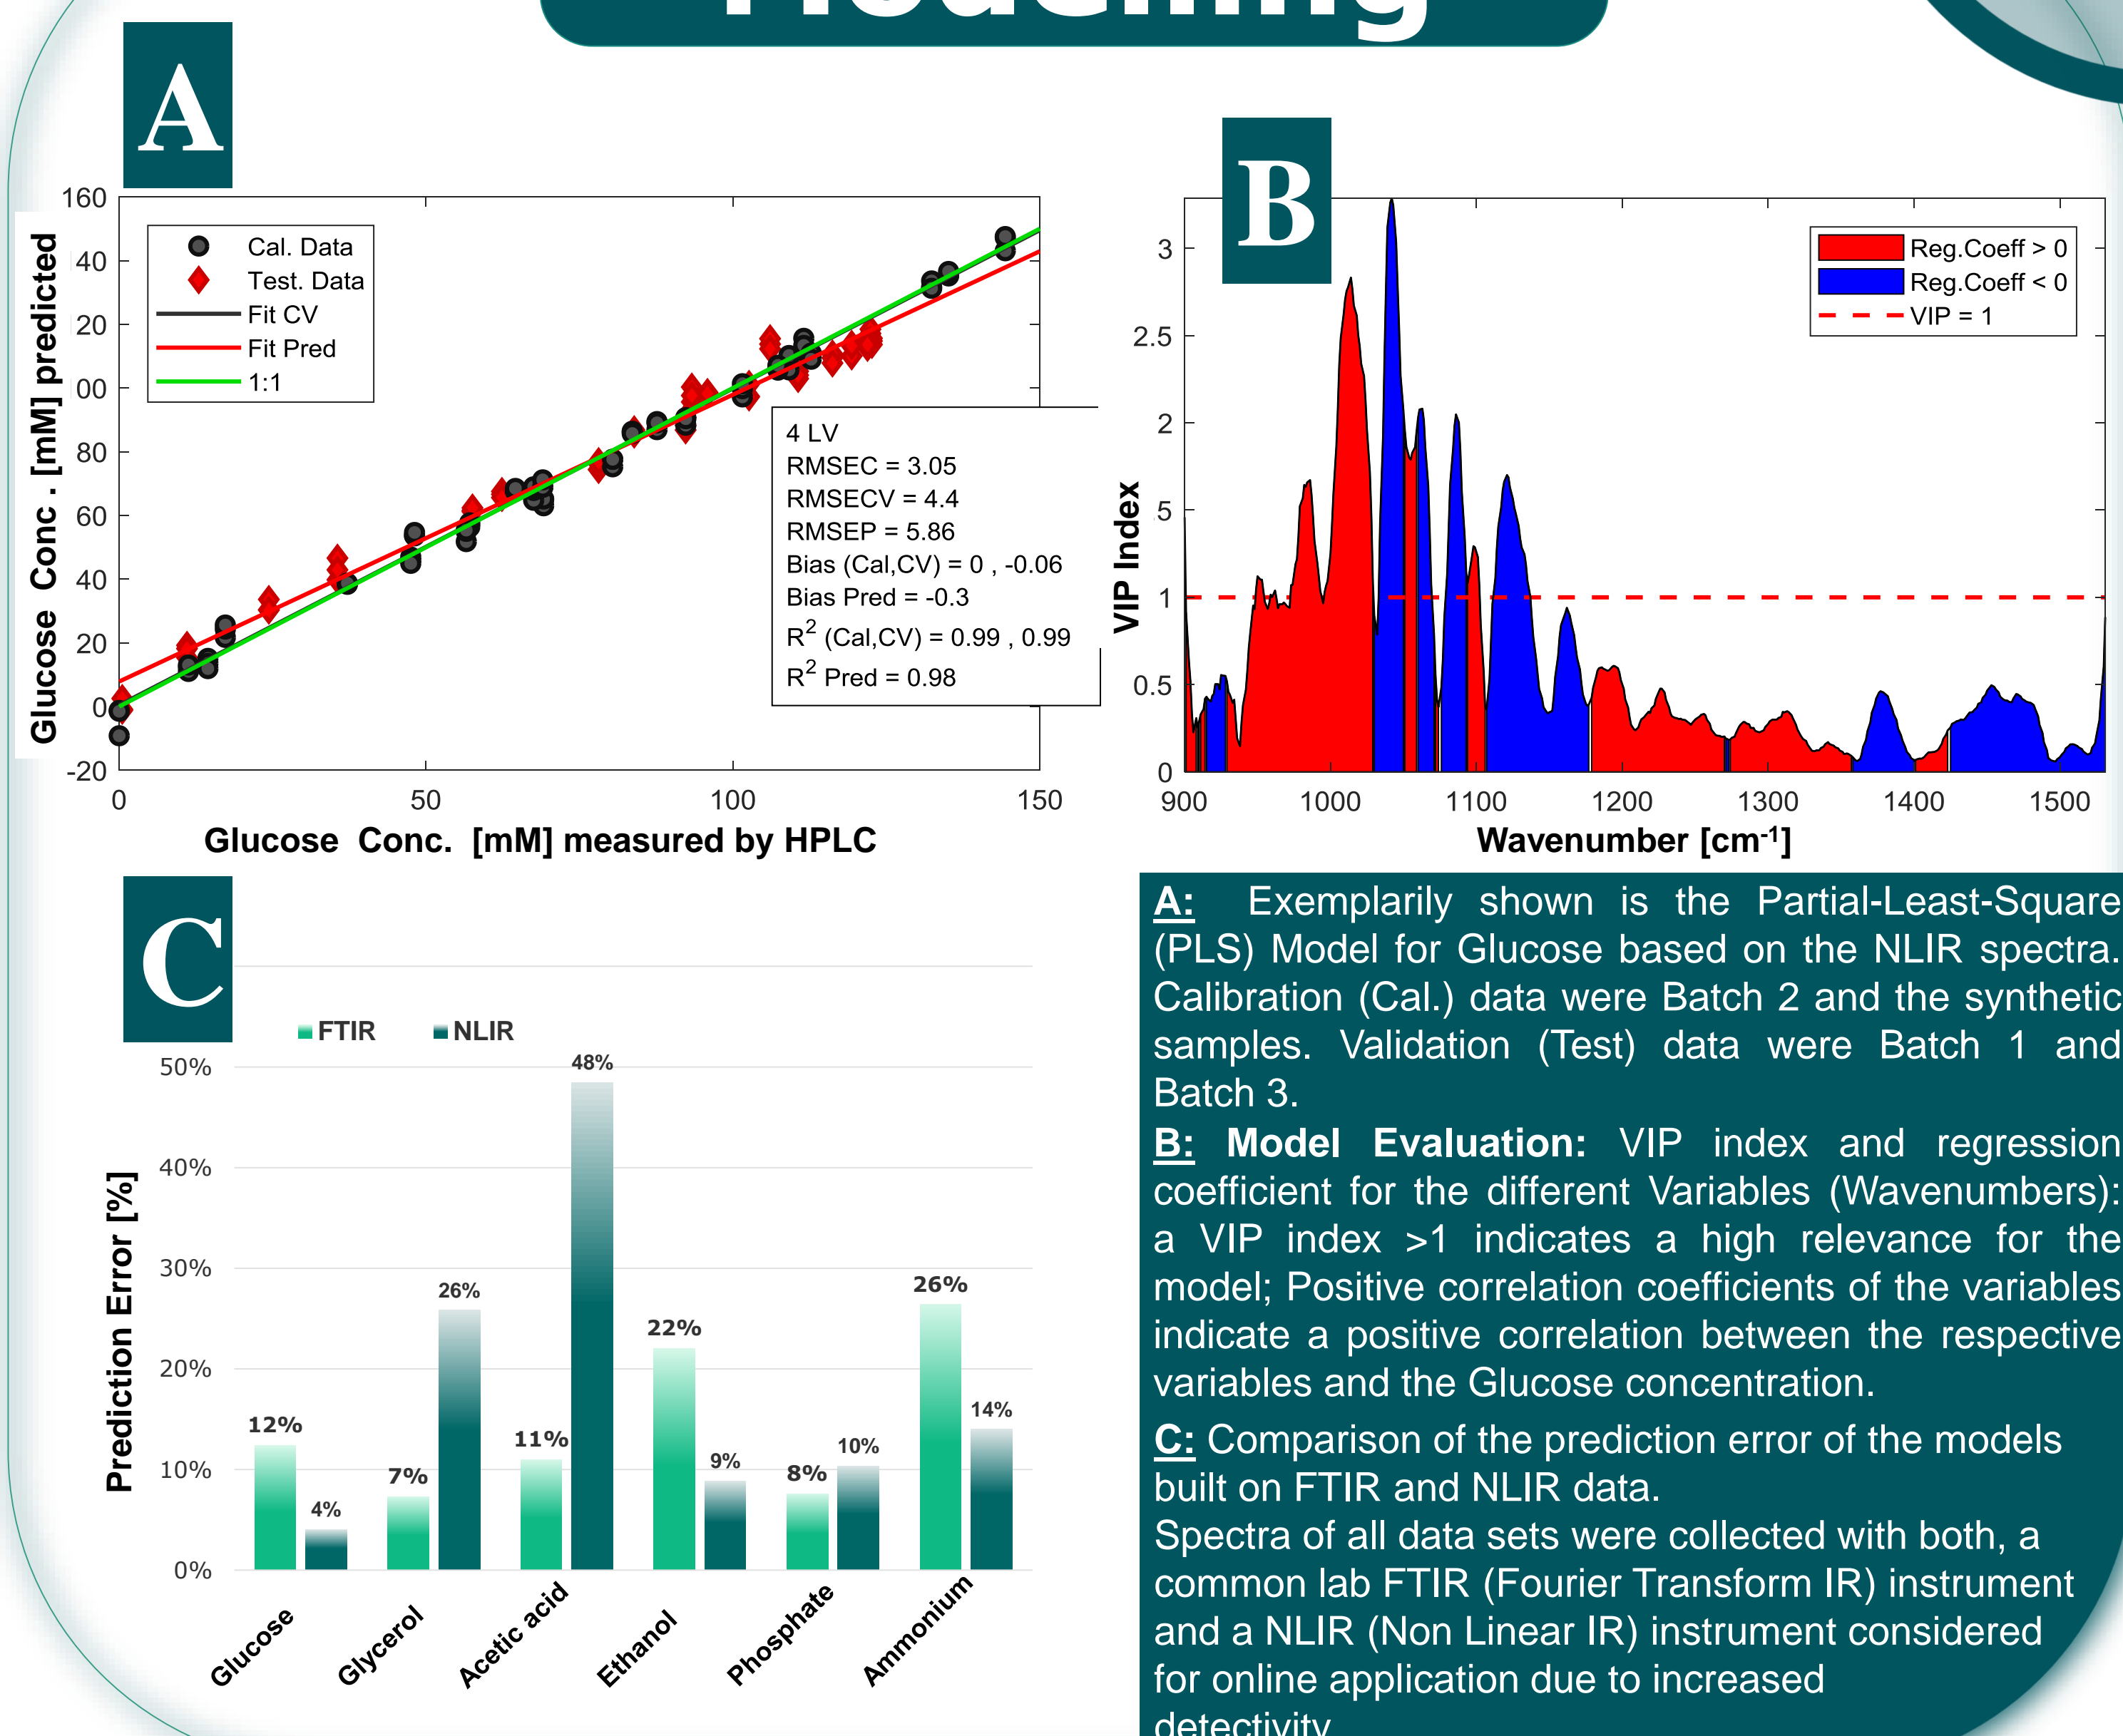 Modelling
A
160
40
20
00
80
60
40
20
0
-20
Glucose Conc . [mM] predicted
Cal. Data
Test. Data
Fit CV
Fit Pred
1:1
4 LV
RMSEC = 3.05
RMSECV = 4.4
RMSEP = 5.86
Bias (Cal,CV) = 0 , -0.06
Bias Pred = -0.3
R² (Cal,CV) = 0.99 , 0.99
R² Pred = 0.98
0 50 100 150
Glucose Conc. [mM] measured by HPLC
B
3
2.5
2
5
1
0.5
0
VIP Index
Reg.Coeff > 0
Reg.Coeff < 0
VIP = 1
900 1000 1100 1200 1300 1400 1500
Wavenumber [cm-1]
C
FTIR NLIR
50%
40%
30%
20%
10%
0%
Prediction Error [%]
12%
4%
7%
26%
11%
48%
22%
9%
8%
10%
26%
14%
Glucose
Glycerol
Acetic acid
Ethanol
Phosphate
Ammonium
A: Exemplarily shown is the Partial-Least-Square
(PLS) Model for Glucose based on the NLIR spectra.
Calibration (Cal.) data were Batch 2 and the synthetic
samples. Validation (Test) data were Batch 1 and
Batch 3.
B: Model Evaluation: VIP index and regression
coefficient for the different Variables (Wavenumbers):
a VIP index >1 indicates a high relevance for the
model; Positive correlation coefficients of the variables
indicate a positive correlation between the respective
variables and the Glucose concentration.
C: Comparison of the prediction error of the models
built on FTIR and NLIR data.
Spectra of all data sets were collected with both, a
common lab FTIR (Fourier Transform IR) instrument
and a NLIR (Non Linear IR) instrument considered
for online application due to increased
detectivity